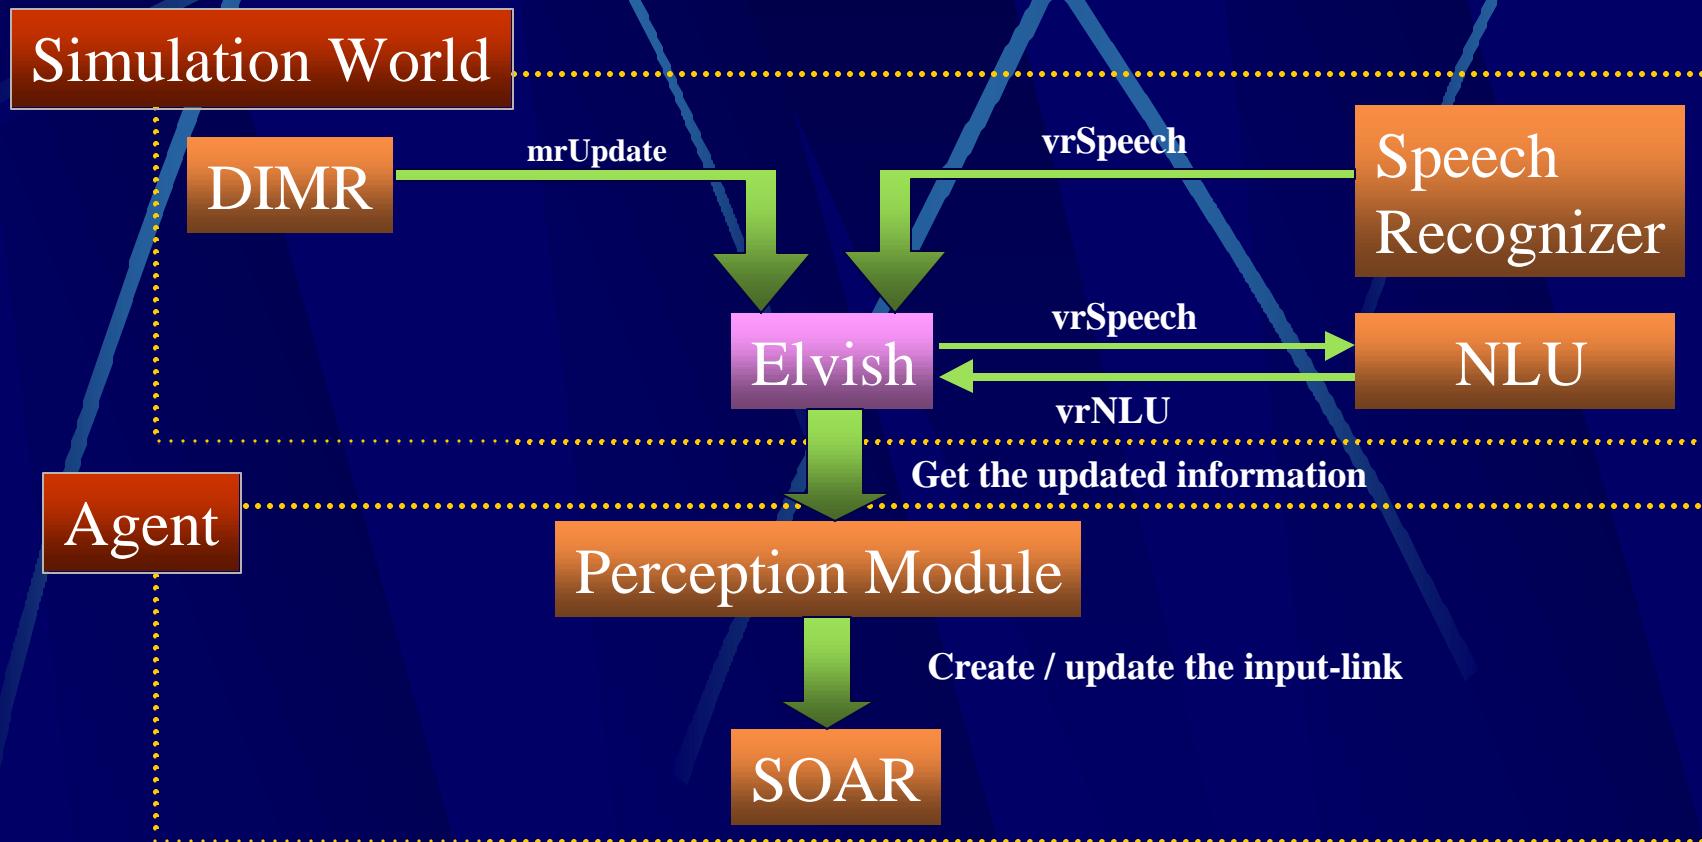 Simulation World
DIMR
mrUpdate
vrSpeech
Speech
Recognizer
Elvish
vrSpeech
NLU
vrNLU
Get the updated information
Agent
Perception Module
Create / update the input-link
SOAR